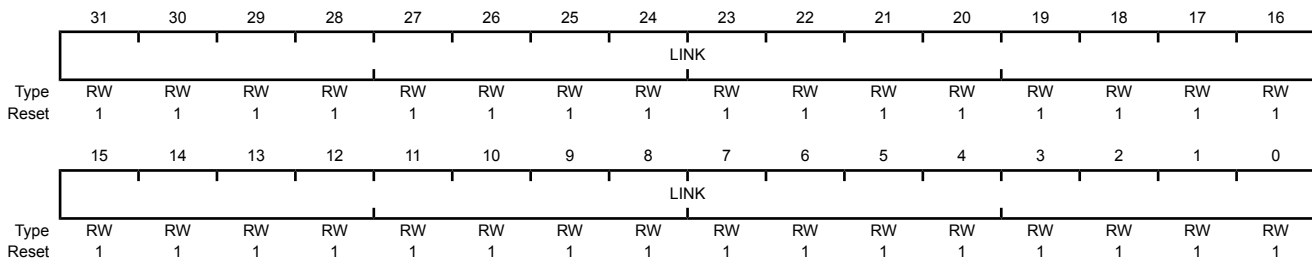 31 30 29 28 27 26 25 24 23 22 21 20 19 18 17 16
LINK
Type RW RW RW RW RW RW RW RW RW RW RW RW RW RW RW RW
Reset 1 1 1 1 1 1 1 1 1 1 1 1 1 1 1 1
15 14 13 12 11 10 9 8 7 6 5 4 3 2 1 0
LINK
Type RW RW RW RW RW RW RW RW RW RW RW RW RW RW RW RW
Reset 1 1 1 1 1 1 1 1 1 1 1 1 1 1 1 1